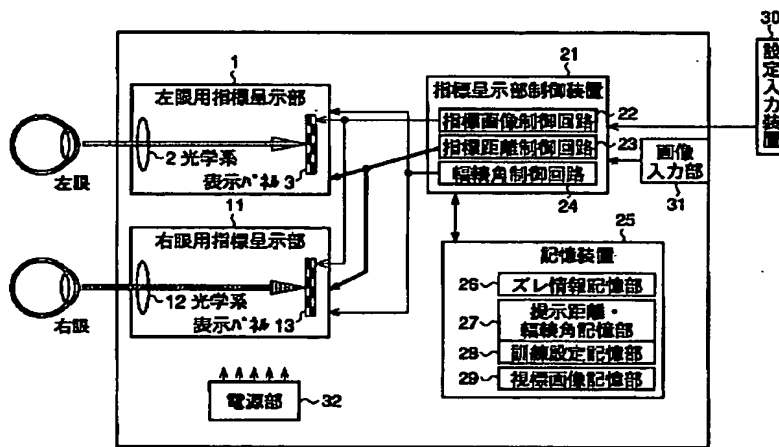 30
設定入力装置
1
左眼用指標呈示部
2 光学系
表示パネル 3
左眼
11
右眼用指標呈示部
12 光学系
表示パネル 13
右眼
21
指標呈示部制御装置
指標画像制御回路
22
指標距離制御回路
23
輻輳角制御回路
24
画像
入力部
31
25
記憶装置
26
ズレ情報記憶部
27
提示距離・
輻輳角記憶部
28
訓練設定記憶部
29
視標画像記憶部
電源部
32